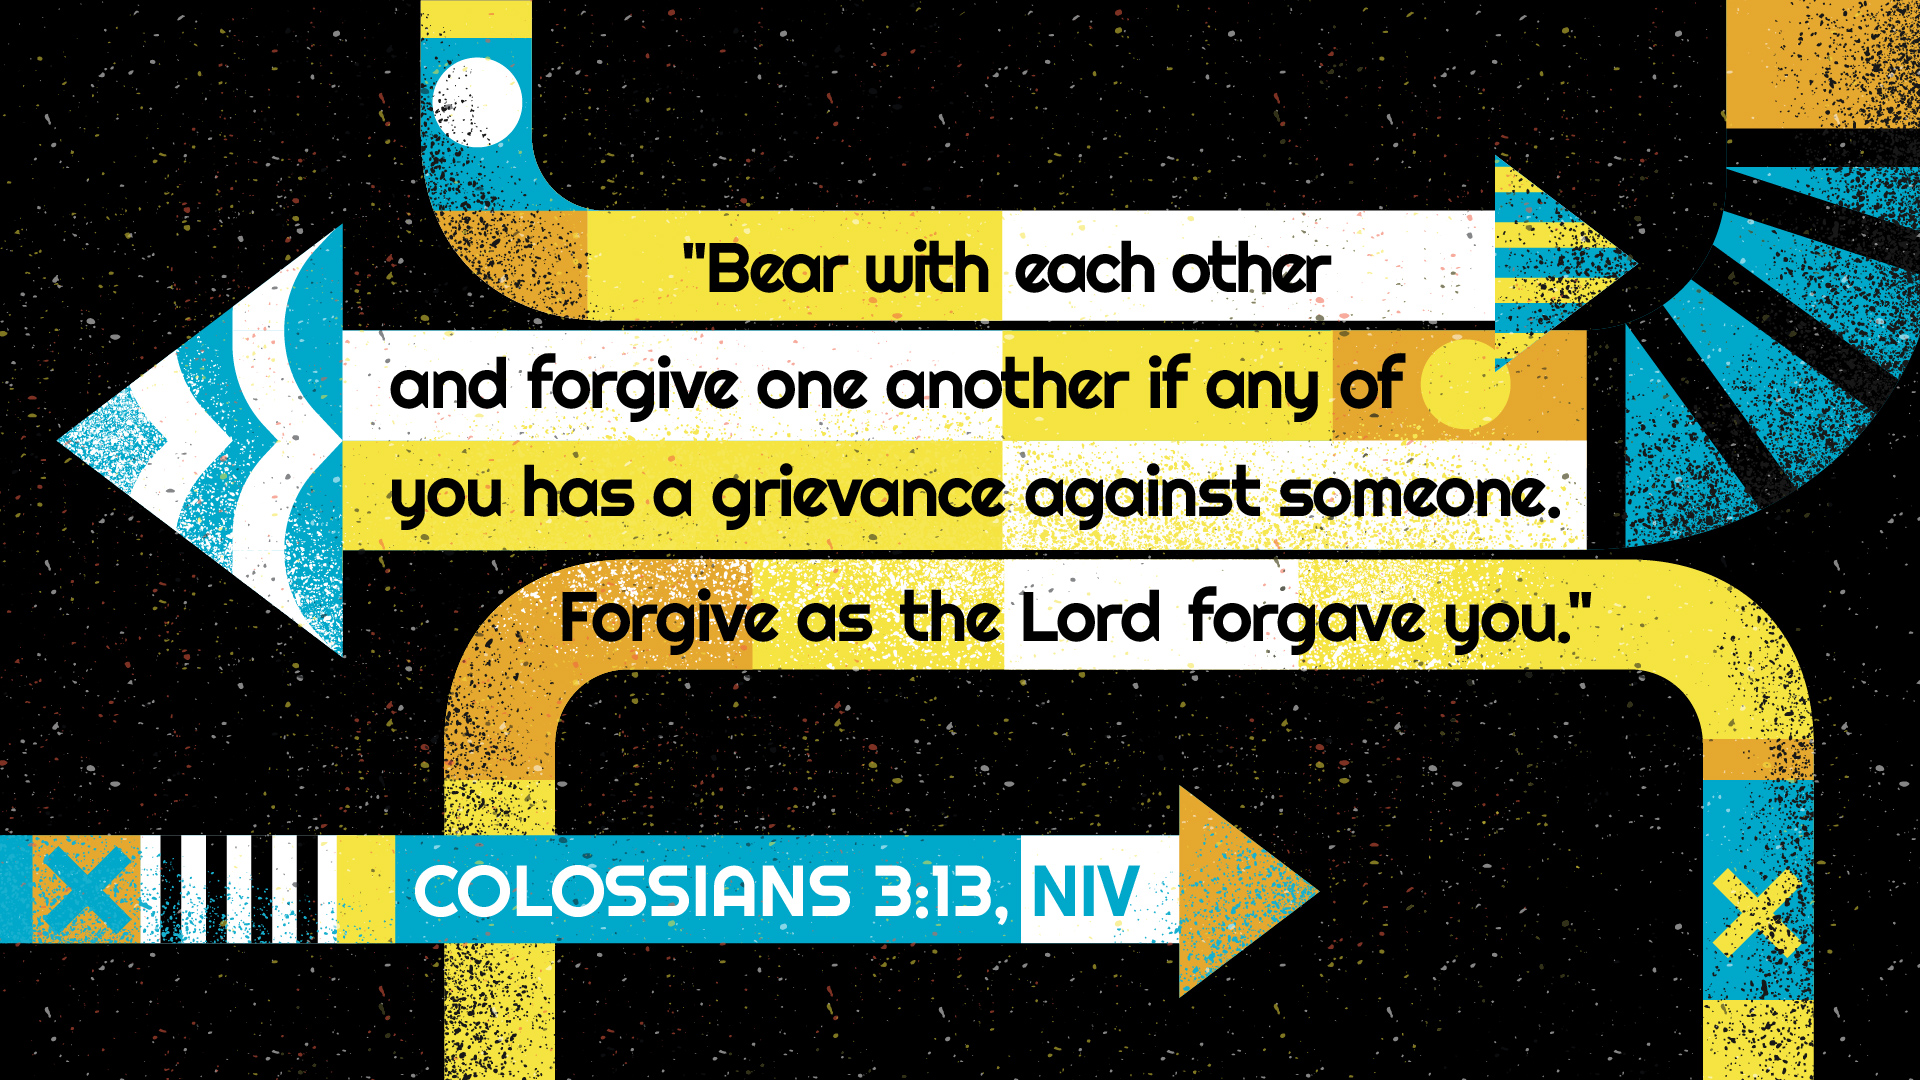 "Bear with each other
and forgive one another if any of
you has a grievance against someone.
Forgive as the Lord forgave you."
COLOSSIANS 3:13, NIV